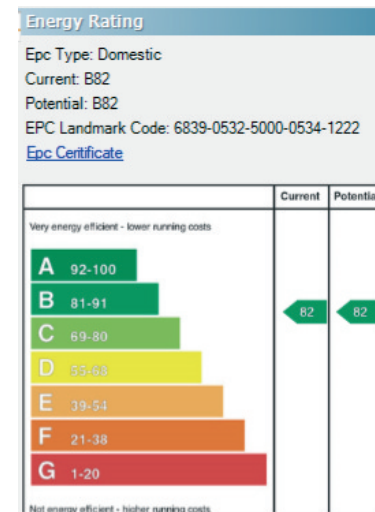 Energy Rating
Epc Type: Domestic
Current: B82
Potential: B82
EPC Landmark Code: 6839-0532-5000-0534-1222
Epc Ceritificate
Current Potentia
Very energy efficient - lower running costs
A 92-100
B 81-91
82 82
C 69-80
D 55-68
E 39-54
F 21-38
G 1-20
Not energy efficient - higher running costs